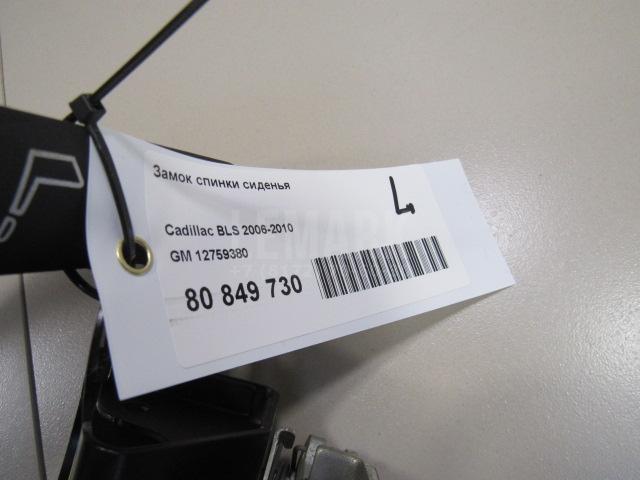 Замок спинки сиденья
L
Cadillac BLS 2006-2010
GM 12759380
80 849 730